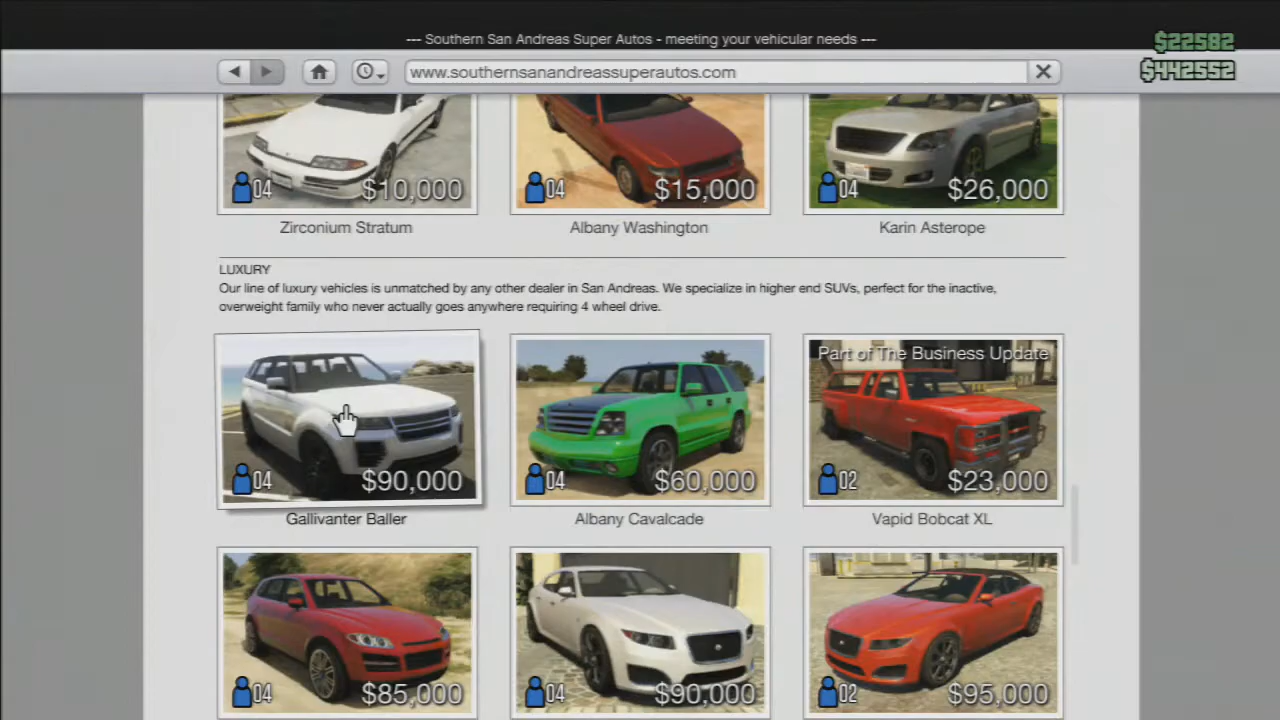 --- Southern San Andreas Super Autos - meeting your vehicular needs ---
$22582
www.southernsanandreassuperautos.com
$442552
04 $10,000
04 $15,000
04 $26,000
Zirconium Stratum
Albany Washington
Karin Asterope
LUXURY
Our line of luxury vehicles is unmatched by any other dealer in San Andreas. We specialize in higher end SUVs, perfect for the inactive,
overweight family who never actually goes anywhere requiring 4 wheel drive.
Part of The Business Update
04 $90,000
04 $60,000
02 $23,000
Gallivanter Baller
Albany Cavalcade
Vapid Bobcat XL
04 $85,000
04 $90,000
02 $95,000